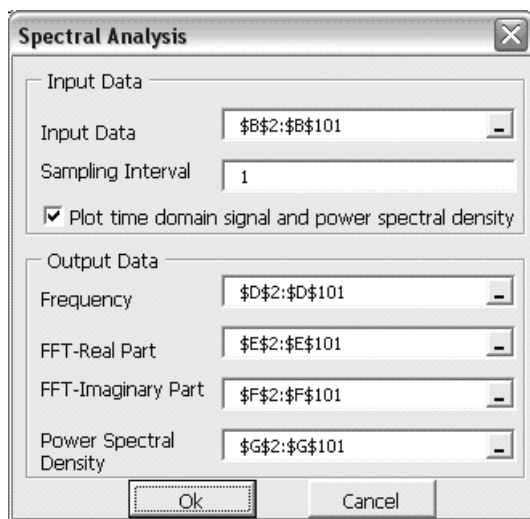 Spectral Analysis
Input Data
Input Data
$B$2:$B$101
Sampling Interval
1
Plot time domain signal and power spectral density
Output Data
Frequency
$D$2:$D$101
FFT-Real Part
$E$2:$E$101
FFT-Imaginary Part
$F$2:$F$101
Power Spectral
Density
$G$2:$G$101
Ok
Cancel